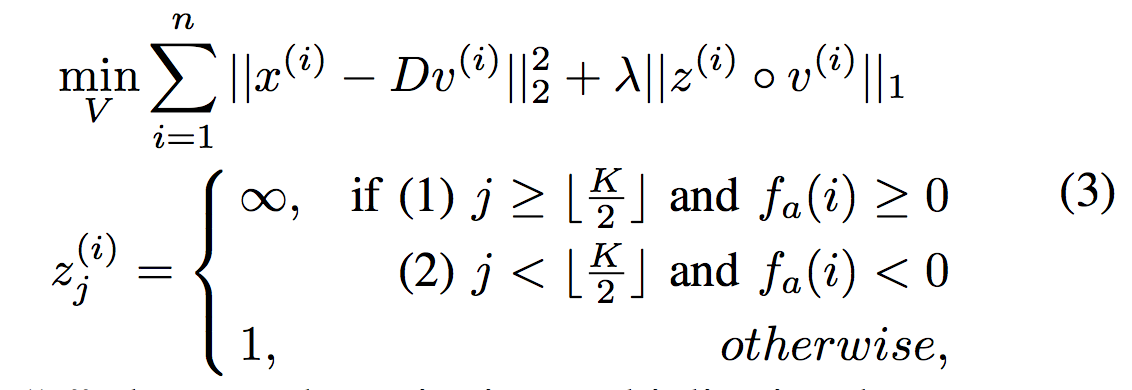 min_V ∑_{i=1}^{n} ||x^{(i)} − Dv^{(i)}||_2^2 + λ||z^{(i)} ∘ v^{(i)}||_1
z_j^{(i)} = { ∞, if (1) j ≥ ⌊K/2⌋ and f_a(i) ≥ 0 (3)
(2) j < ⌊K/2⌋ and f_a(i) < 0
1, otherwise,